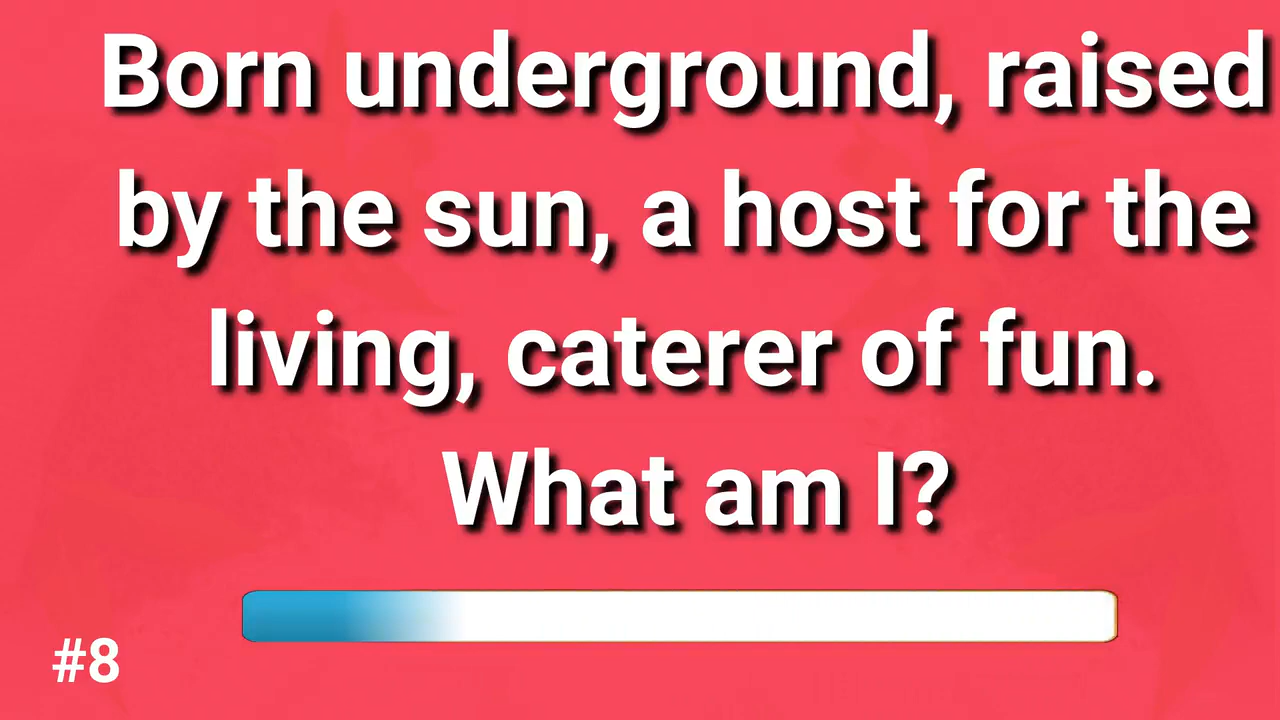 Born underground, raised
by the sun, a host for the
living, caterer of fun.
What am I?
#8